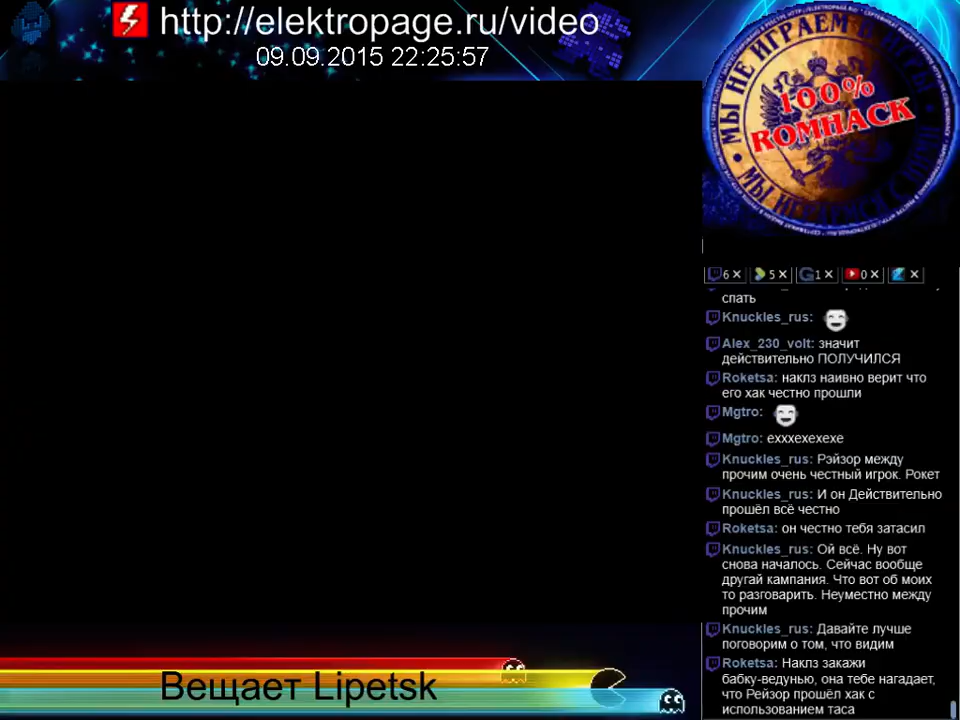 http://elektropage.ru/video
09.09.2015 22:25:57
МЫ НЕ ИГРАЕМ В ИГРЫ
100%
ROMHACK
6 5 1 0
спать
Knuckles_rus:
Alex_230_volt: значит
действительно ПОЛУЧИЛСЯ
Roketsa: наклз наивно верит что
его хак честно прошли
Mgtro:
Mgtro: ехххехехехе
Knuckles_rus: Рэйзор между
прочим очень честный игрок. Рокет
Knuckles_rus: И он Действительно
прошёл всё честно
Roketsa: он честно тебя затасил
Knuckles_rus: Ой всё. Ну вот
снова началось. Сейчас вообще
другай кампания. Что вот об моих
то разговарить. Неуместно между
прочим
Knuckles_rus: Давайте лучше
поговорим о том, что видим
Roketsa: Наклз закажи
бабку-ведунью, она тебе нагадает,
что Рейзор прошёл хак с
использованием таса
Вещает Lipetsk